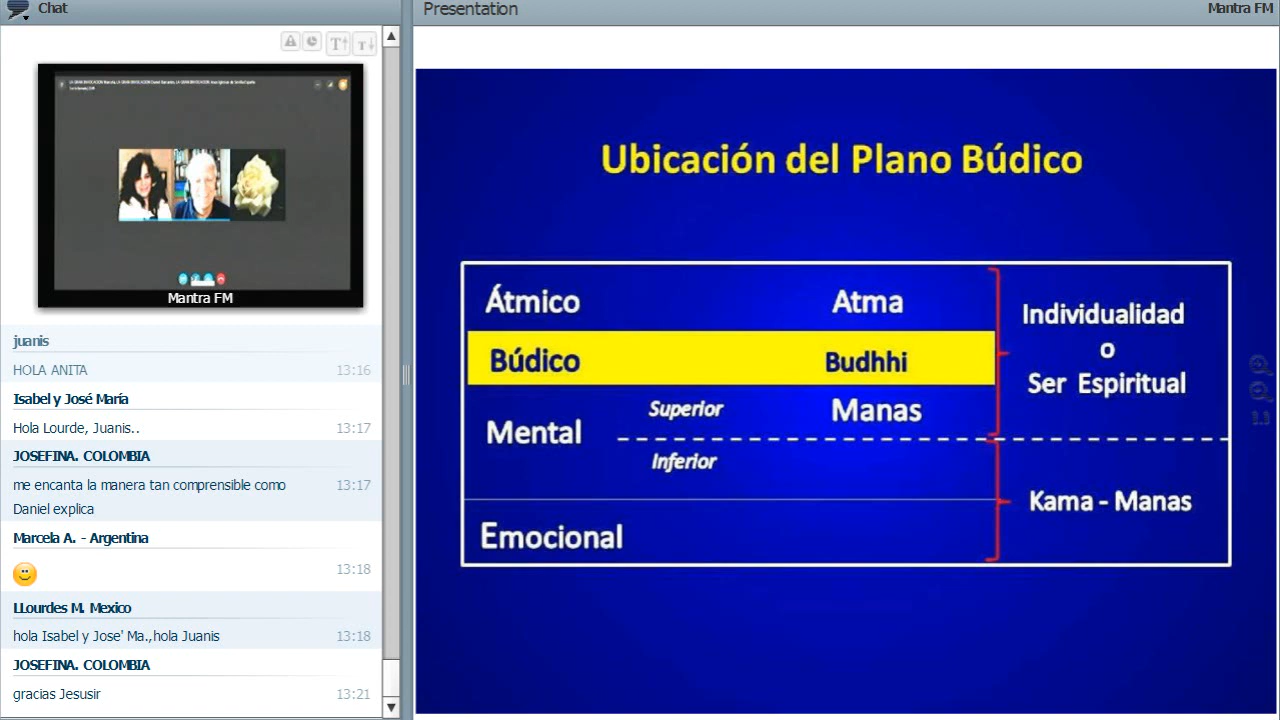 Chat
Mantra FM
juanis
HOLA ANITA 13:16
Isabel y José María
Hola Lourde, Juanis.. 13:17
JOSEFINA. COLOMBIA
me encanta la manera tan comprensible como 13:17
Daniel explica
Marcela A. - Argentina
13:18
LLourdes M. Mexico
hola Isabel y Jose' Ma.,hola Juanis 13:18
JOSEFINA. COLOMBIA
gracias Jesusir 13:21
Presentation Mantra FM
Ubicación del Plano Búdico
Átmico Atma
Búdico Budhhi
Mental Superior Manas
Inferior
Emocional
Individualidad
o
Ser Espiritual
Kama - Manas
1:1